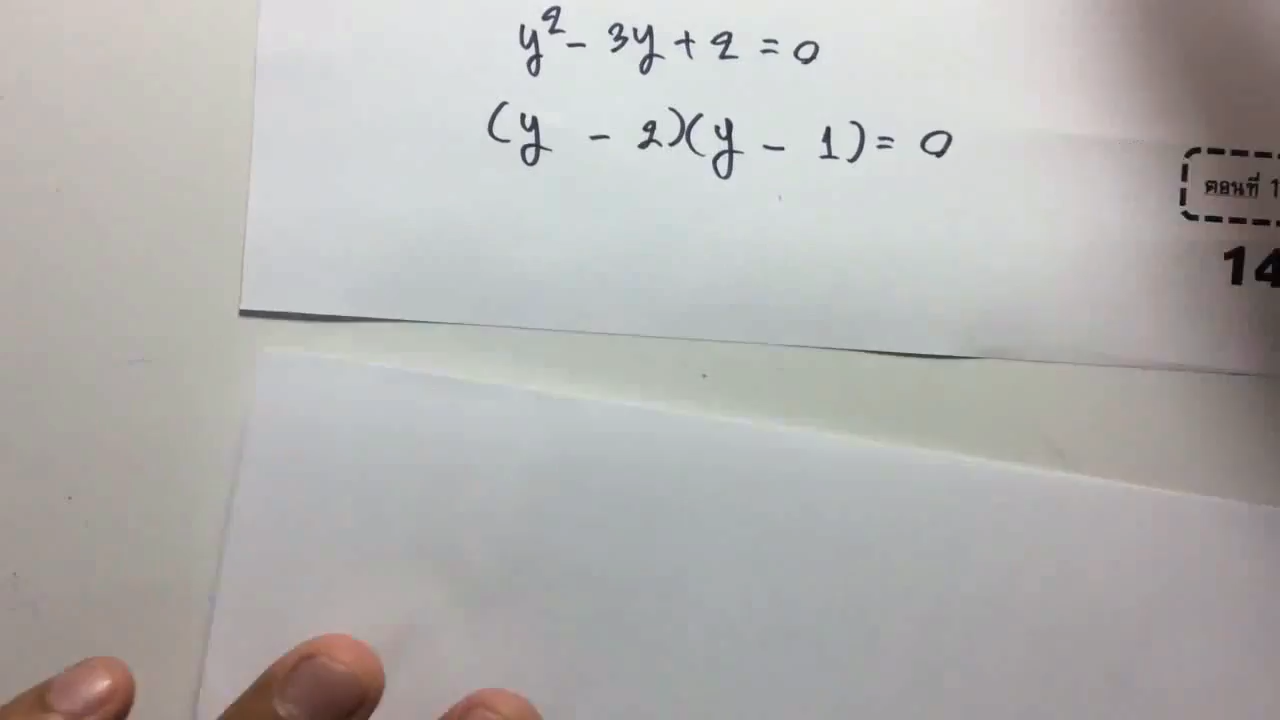 y² - 3y + 2 = 0
(y - 2)(y - 1) = 0
ตอนที่ 1
14